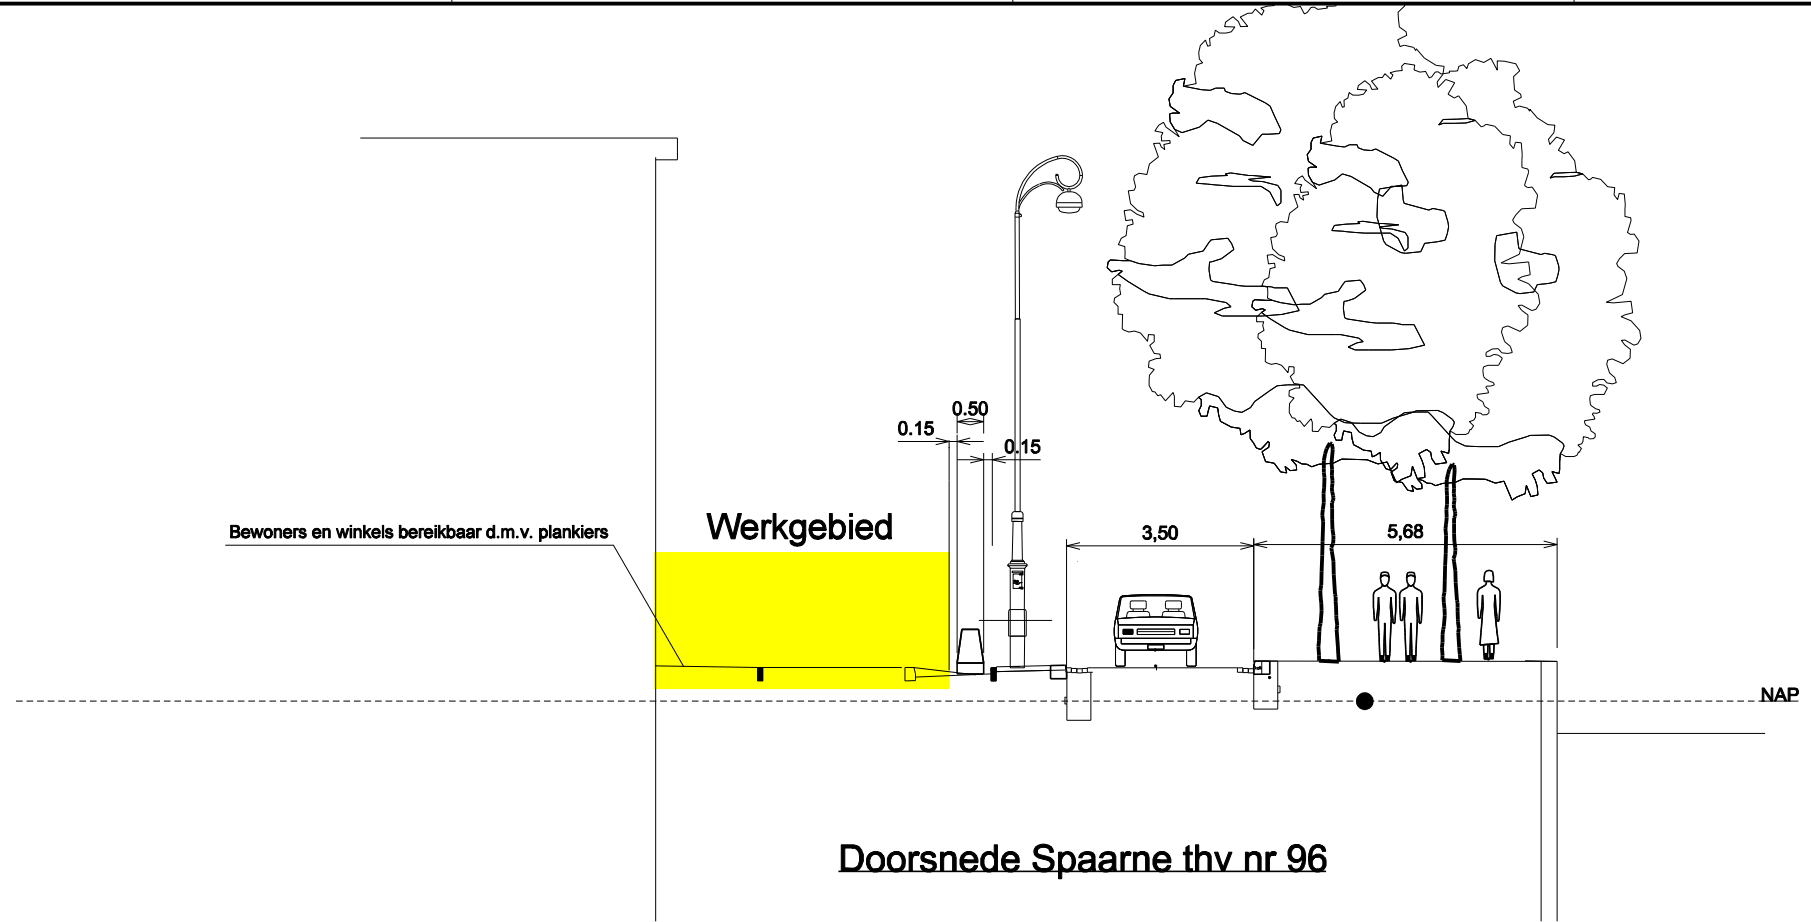 0.50
0.15
0.15
Werkgebied
Bewoners en winkels bereikbaar d.m.v. plankiers
3,50
5,68
NAP
Doorsnede Spaarne thv nr 96